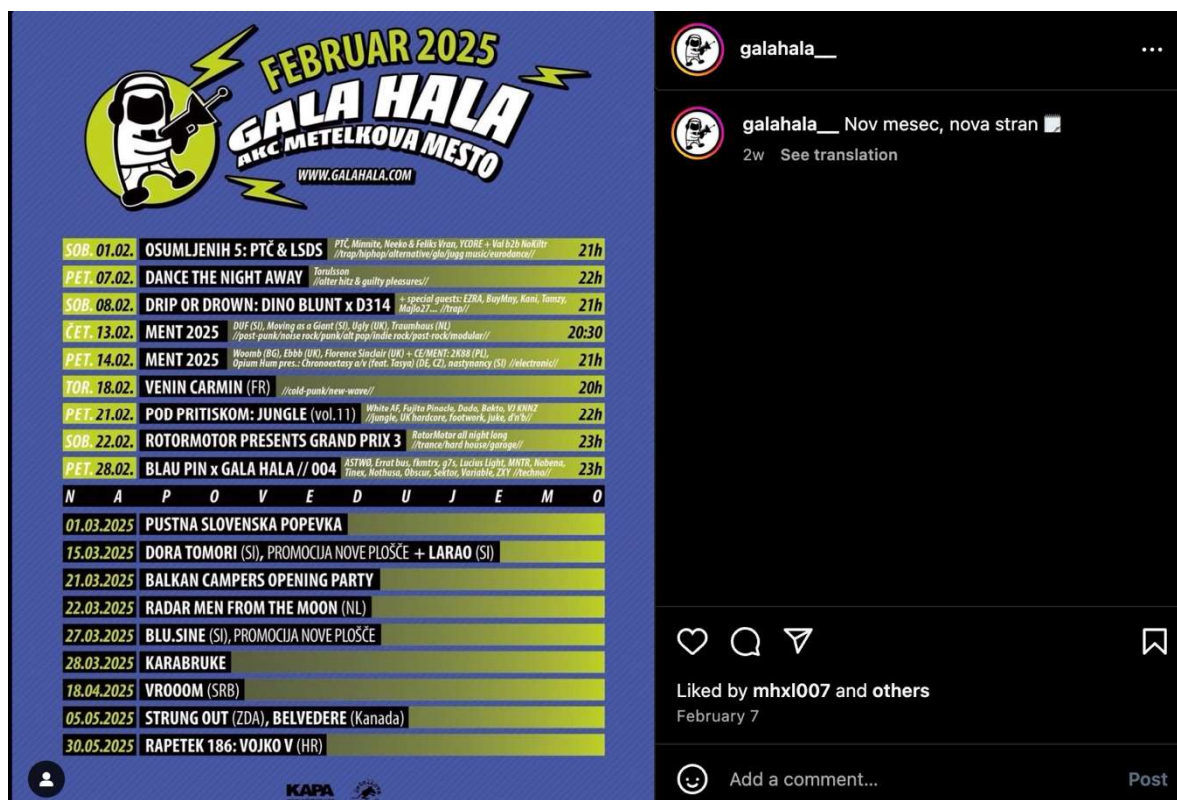 FEBRUAR 2025
GALA HALA
AKC METELKOVA MESTO
WWW.GALAHALA.COM
SOB. 01.02. OSUMLJENIH 5: PTČ & LSDS PTČ, Minnite, Neeko & Feliks Vran, YCORE + Val b2b NoKiltr 21h
//trap/hiphop/alternative/glo/jugg music/eurodance//
PET. 07.02. DANCE THE NIGHT AWAY Torulsson 22h
//alter hitz & guilty pleasures//
SOB. 08.02. DRIP OR DROWN: DINO BLUNT x D314 + special guests: EZRA, BuyMny, Kani, Tamzy, 21h
Majlo27... //trap//
ČET. 13.02. MENT 2025 DUF (SI), Moving as a Giant (SI), Ugly (UK), Traumhaus (NL) 20:30
//post-punk/noise rock/punk/alt pop/indie rock/post-rock/modular//
PET. 14.02. MENT 2025 Woomb (BG), Ebbb (UK), Florence Sinclair (UK) + CE/MENT: 2K88 (PL), 21h
Opium Hum pres.: Chronoextasy a/v (feat. Tasya) (DE, CZ), nastynancy (SI) //electronic//
TOR. 18.02. VENIN CARMIN (FR) //cold-punk/new-wave// 20h
PET. 21.02. POD PRITISKOM: JUNGLE (vol.11) White AF, Fujita Pinacle, Dado, Bakto, VJ KNNZ 22h
//jungle, UK hardcore, footwork, juke, d'n'b//
SOB. 22.02. ROTORMOTOR PRESENTS GRAND PRIX 3 RotorMotor all night long 23h
//trance/hard house/garage//
PET. 28.02. BLAU PIN x GALA HALA // 004 ASTWØ, Errat bus, fkmtrx, g7s, Lucius Light, MNTR, Nobena, 23h
Tinex, Nothusa, Obscur, Sektor, Variable, ZXY //techno//
N A P O V E D U J E M O
01.03.2025 PUSTNA SLOVENSKA POPEVKA
15.03.2025 DORA TOMORI (SI), PROMOCIJA NOVE PLOŠČE + LARAO (SI)
21.03.2025 BALKAN CAMPERS OPENING PARTY
22.03.2025 RADAR MEN FROM THE MOON (NL)
27.03.2025 BLU.SINE (SI), PROMOCIJA NOVE PLOŠČE
28.03.2025 KARABRUKE
18.04.2025 VROOOM (SRB)
05.05.2025 STRUNG OUT (ZDA), BELVEDERE (Kanada)
30.05.2025 RAPETEK 186: VOJKO V (HR)
KAPA
galahala__
galahala__ Nov mesec, nova stran
2w See translation
Liked by mhxl007 and others
February 7
Add a comment... Post